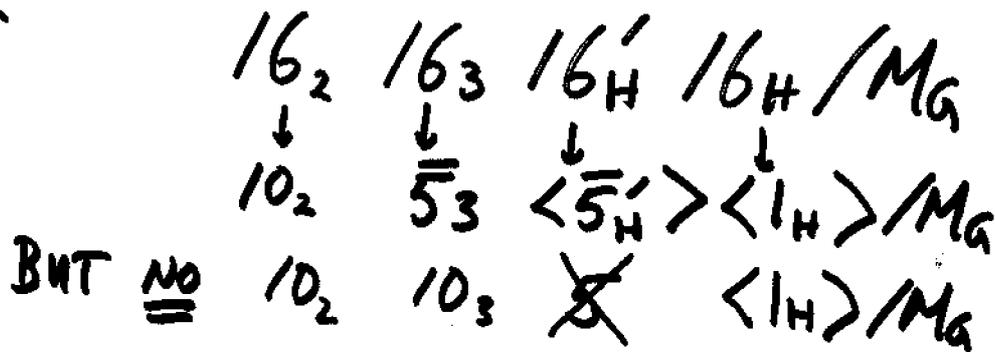 16₂ 16₃ 16'_H 16_H /M_G
↓ ↓ ↓ ↓
10₂ 5̅₃ <5̅'_H> <1_H>/M_G
BUT NO 10₂ 10₃ 5 <1_H>/M_G